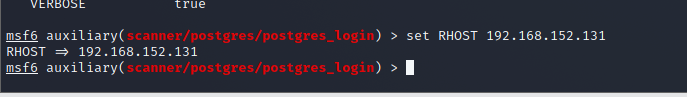 VERBOSE true
msf6 auxiliary(scanner/postgres/postgres_login) > set RHOST 192.168.152.131
RHOST => 192.168.152.131
msf6 auxiliary(scanner/postgres/postgres_login) >